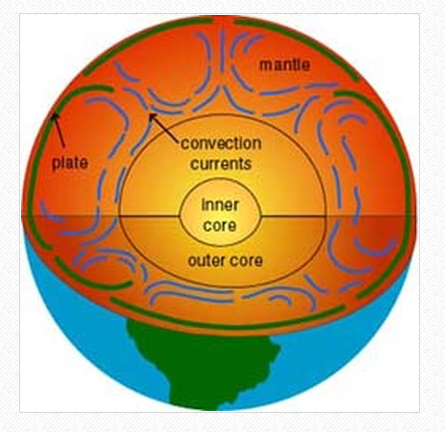 mantle
convection
currents
plate
inner
core
outer core